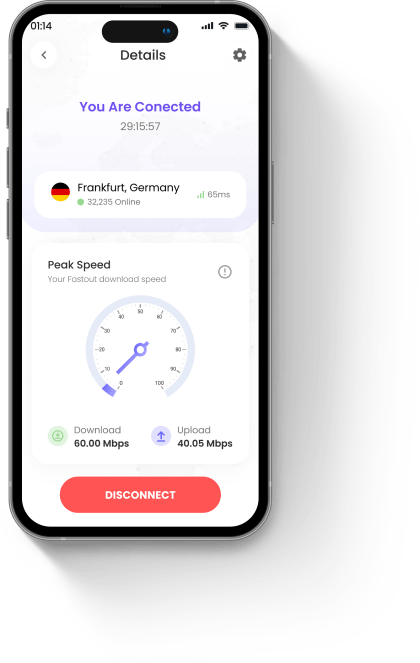 01:14
Details
You Are Conected
29:15:57
Frankfurt, Germany
32,235 Online
65ms
Peak Speed
Your Fastout download speed
50
40
60
30
70
20
80
10
90
0
100
Download
60.00 Mbps
Upload
40.05 Mbps
DISCONNECT